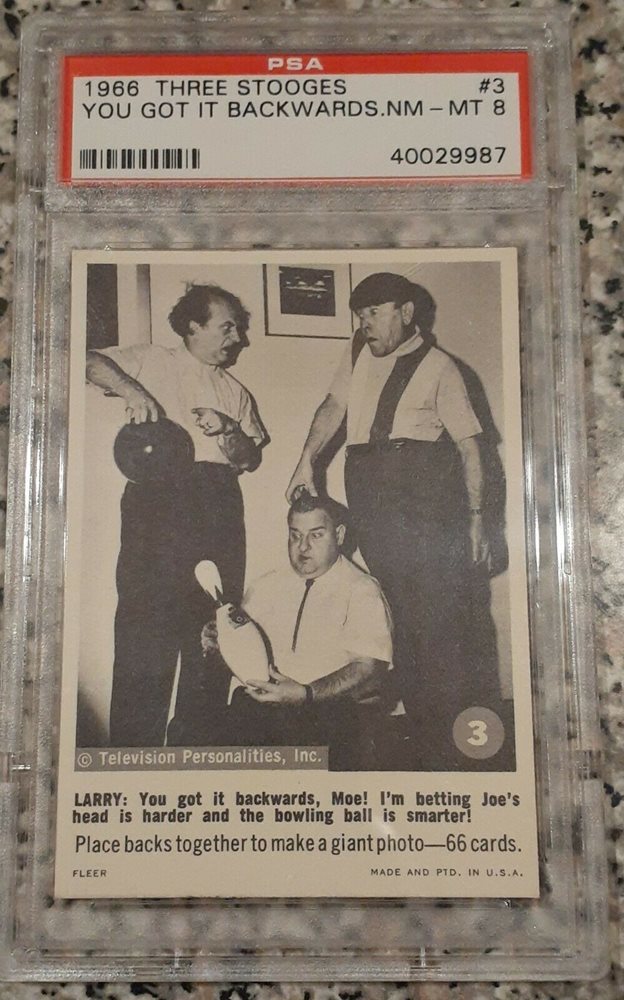 PSA
1966 THREE STOOGES #3
YOU GOT IT BACKWARDS.NM - MT 8
40029987
3
© Television Personalities, Inc.
LARRY: You got it backwards, Moe! I'm betting Joe's
head is harder and the bowling ball is smarter!
Place backs together to make a giant photo—66 cards.
FLEER MADE AND PTD. IN U.S.A.